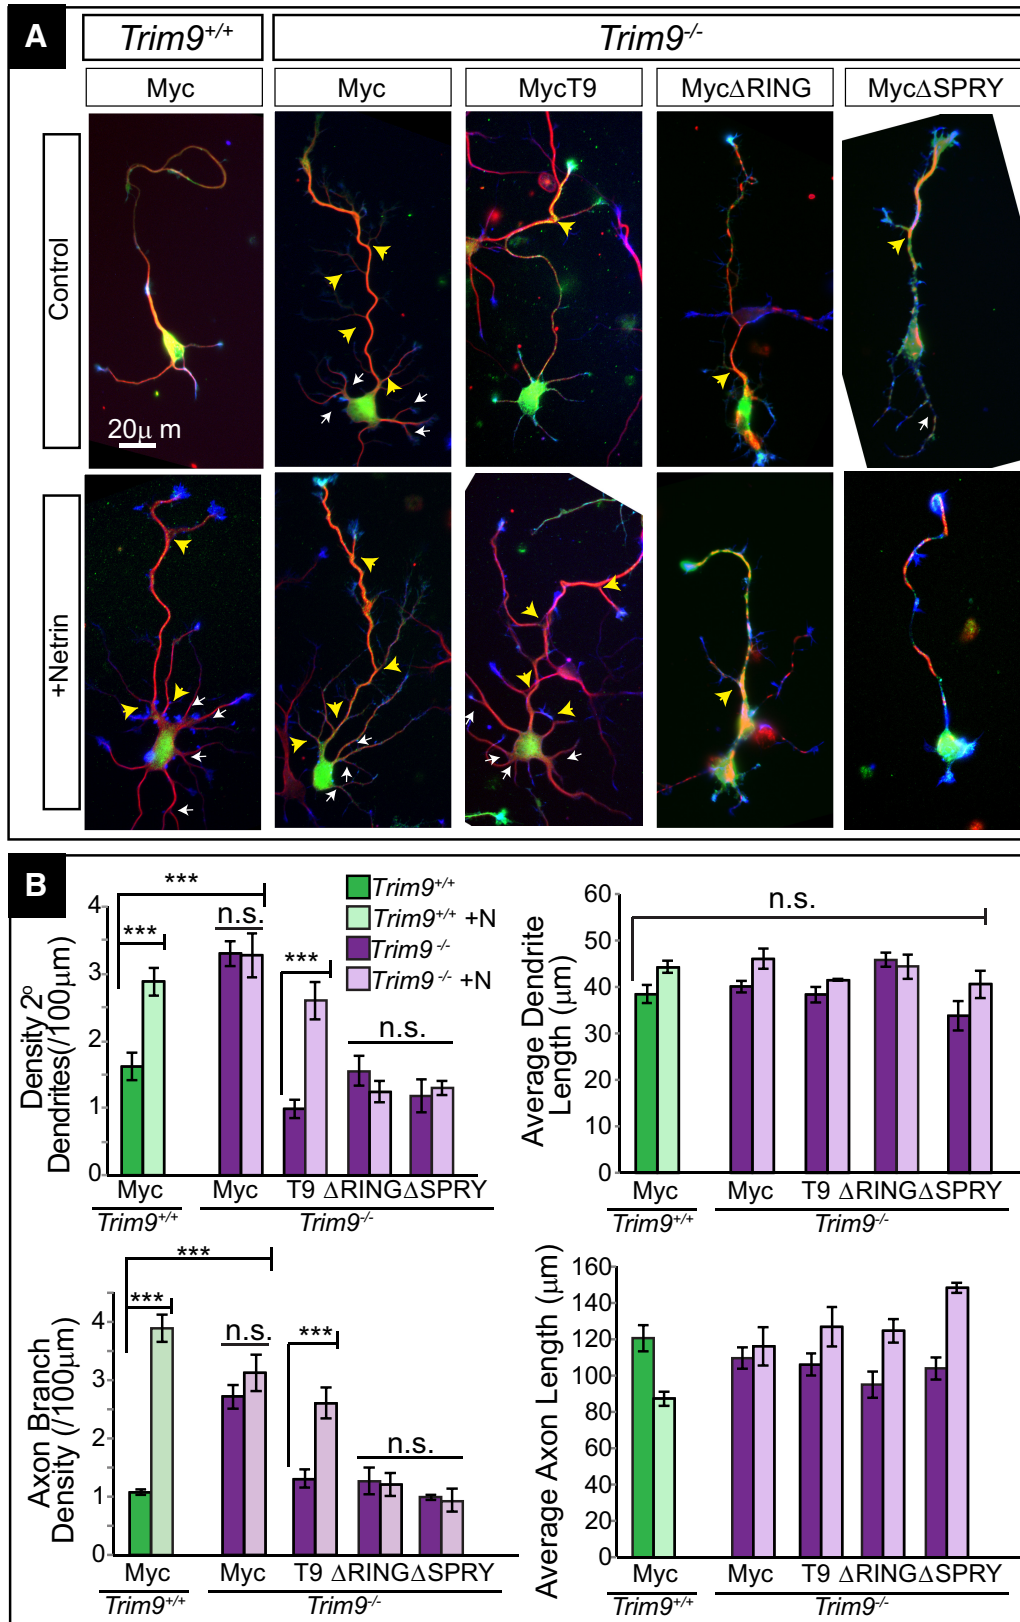 A
Trim9+/+
Trim9-/-
Myc
Myc
MycT9
MycΔRING
MycΔSPRY
Control
20μ m
+Netrin
B
Trim9+/+
Trim9+/+ +N
Trim9-/-
Trim9-/- +N
Density 2º
Dendrites(/100μm)
4
3
2
1
0
***
***
n.s.
***
n.s.
Myc
Myc
T9
ΔRING
ΔSPRY
Trim9+/+
Trim9-/-
Average Dendrite
Length (μm)
60
50
40
30
20
10
0
n.s.
Myc
Myc
T9
ΔRING
ΔSPRY
Trim9+/+
Trim9-/-
Axon Branch
Density (/100μm)
4
3
2
1
0
***
***
n.s.
***
n.s.
Myc
Myc
T9
ΔRING
ΔSPRY
Trim9+/+
Trim9-/-
Average Axon Length (μm)
160
140
120
100
80
60
40
20
0
Myc
Myc
T9
ΔRING
ΔSPRY
Trim9+/+
Trim9-/-